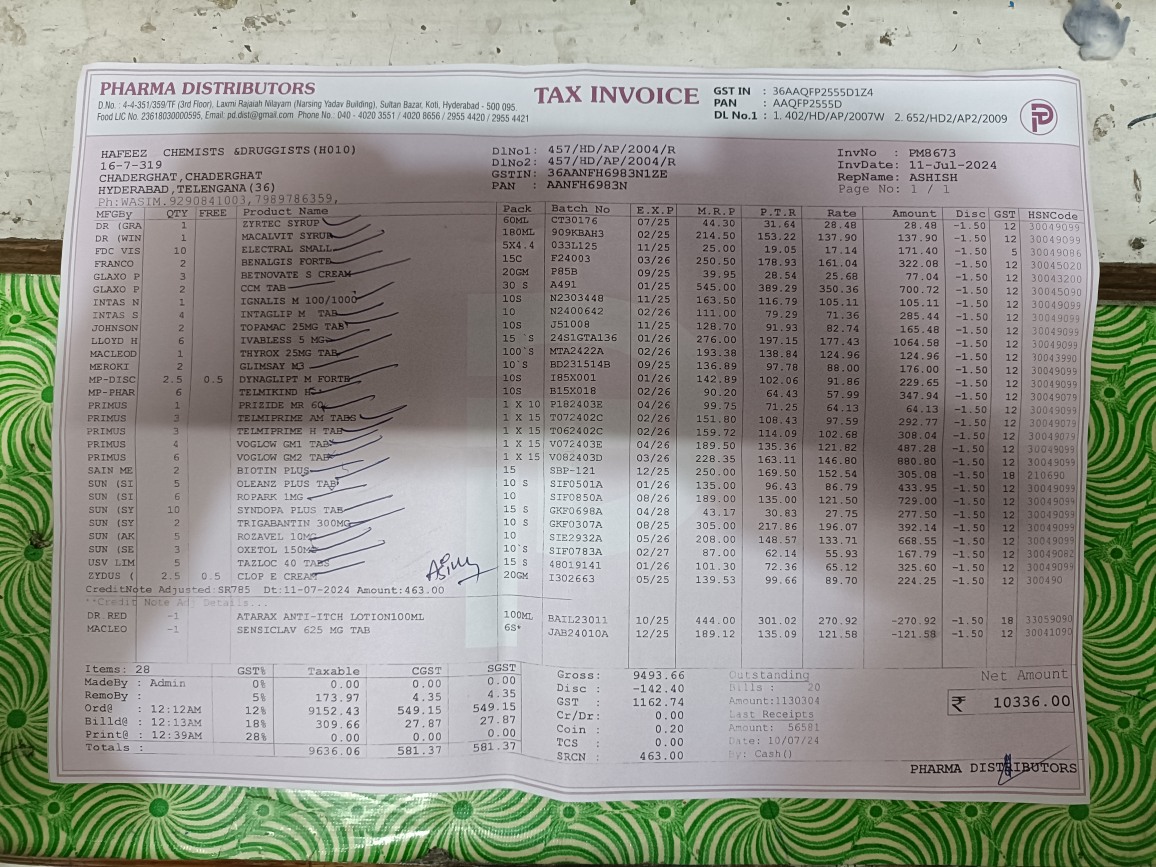 PHARMA DISTRIBUTORS
D.No. : 4-4-351/359/TF (3rd Floor), Laxmi Rajaiah Nilayam (Narsing Yadav Building), Sultan Bazar, Koti, Hyderabad - 500 095.
Food LIC No. 23618030000595, Email: pd.dist@gmail.com Phone No.: 040 - 4020 3551 / 4020 8656 / 2955 4420 / 2955 4421
TAX INVOICE
GST IN : 36AAQFP2555D1Z4
PAN : AAQFP2555D
DL No.1 : 1. 402/HD/AP/2007W 2. 652/HD2/AP2/2009
HAFEEZ CHEMISTS &DRUGGISTS(H010)
16-7-319
CHADERGHAT, CHADERGHAT
HYDERABAD,TELENGANA(36)
Ph:WASIM.9290841003,7989786359,
DlNo1: 457/HD/AP/2004/R
DlNo2: 457/HD/AP/2004/R
GSTIN: 36AANFH6983N1ZE
PAN : AANFH6983N
InvNo : PM8673
InvDate: 11-Jul-2024
RepName: ASHISH
Page No: 1 / 1
MFGBy QTY FREE Product Name Pack Batch No E.X.P M.R.P P.T.R Rate Amount Disc GST HSNCode
DR (GRA 1 ZYRTEC SYRUP 60ML CT30176 07/25 44.30 31.64 28.48 28.48 -1.50 12 30049099
DR (WIN 1 MACALVIT SYRUP 180ML 909KBAH3 02/25 214.50 153.22 137.90 137.90 -1.50 12 30049099
FDC VIS 10 ELECTRAL SMALL 5X4.4 033L125 11/25 25.00 19.05 17.14 171.40 -1.50 5 30049086
FRANCO 2 BENALGIS FORTE 15C F24003 03/26 250.50 178.93 161.04 322.08 -1.50 12 30045020
GLAXO P 3 BETNOVATE S CREAM 20GM P85B 09/25 39.95 28.54 25.68 77.04 -1.50 12 30043200
GLAXO P 2 CCM TAB 30 S A491 01/25 545.00 389.29 350.36 700.72 -1.50 12 30045090
INTAS N 1 IGNALIS M 100/1000 10S N2303448 11/25 163.50 116.79 105.11 105.11 -1.50 12 30049099
INTAS S 4 INTAGLIP M TAB 10 N2400642 02/26 111.00 79.29 71.36 285.44 -1.50 12 30049099
JOHNSON 2 TOPAMAC 25MG TAB 10S J51008 11/25 128.70 91.93 82.74 165.48 -1.50 12 30049099
LLOYD H 6 IVABLESS 5 MG 15 `S 24S1GTA136 01/26 276.00 197.15 177.43 1064.58 -1.50 12 30049099
MACLEOD 1 THYROX 25MG TAB 100`S MTA2422A 02/26 193.38 138.84 124.96 124.96 -1.50 12 30043990
MEROKI 2 GLIMSAY M3 10`S BD231514B 09/25 136.89 97.78 88.00 176.00 -1.50 12 30049099
MP-DISC 2.5 0.5 DYNAGLIPT M FORTE 10S I85X001 01/26 142.89 102.06 91.86 229.65 -1.50 12 30049099
MP-PHAR 6 TELMIKIND H 10S B15X018 02/26 90.20 64.43 57.99 347.94 -1.50 12 30049079
PRIMUS 1 PRIZIDE MR 60 1 X 10 P182403E 04/26 99.75 71.25 64.13 64.13 -1.50 12 30049099
PRIMUS 3 TELMIPRIME AM TABS 1 X 15 T072402C 02/26 151.80 108.43 97.59 292.77 -1.50 12 30049079
PRIMUS 3 TELMIPRIME H TAB 1 X 15 T062402C 02/26 159.72 114.09 102.68 308.04 -1.50 12 30049079
PRIMUS 4 VOGLOW GM1 TABS 1 X 15 V072403E 04/26 189.50 135.36 121.82 487.28 -1.50 12 30049099
PRIMUS 6 VOGLOW GM2 TAB 1 X 15 V082403D 03/26 228.35 163.11 146.80 880.80 -1.50 12 30049099
SAIN ME 2 BIOTIN PLUS 15 SBP-121 12/25 250.00 169.50 152.54 305.08 -1.50 18 210690
SUN (SI 5 OLEANZ PLUS TAB 10 S SIF0501A 01/26 135.00 96.43 86.79 433.95 -1.50 12 30049099
SUN (SI 6 ROPARK 1MG 10 SIF0850A 08/26 189.00 135.00 121.50 729.00 -1.50 12 30049099
SUN (SY 10 SYNDOPA PLUS TAB 15 S GKF0698A 04/28 43.17 30.83 27.75 277.50 -1.50 12 30049099
SUN (SY 2 TRIGABANTIN 300MG 10 S GKF0307A 08/25 305.00 217.86 196.07 392.14 -1.50 12 30049099
SUN (AK 5 ROZAVEL 10MG 10 SIE2932A 05/26 208.00 148.57 133.71 668.55 -1.50 12 30049099
SUN (SE 3 OXETOL 150MG 10`S SIF0783A 02/27 87.00 62.14 55.93 167.79 -1.50 12 30049082
USV LIM 5 TAZLOC 40 TABS 15 S 48019141 01/26 101.30 72.36 65.12 325.60 -1.50 12 30049099
ZYDUS ( 2.5 0.5 CLOP E CREAM 20GM I302663 05/25 139.53 99.66 89.70 224.25 -1.50 12 300490
CreditNote Adjusted:SR785 Dt:11-07-2024 Amount:463.00
**Credit Note Adj Details...
DR RED -1 ATARAX ANTI-ITCH LOTION100ML 100ML BAIL23011 10/25 444.00 301.02 270.92 -270.92 -1.50 18 33059090
MACLEO -1 SENSICLAV 625 MG TAB 6S* JAB24010A 12/25 189.12 135.09 121.58 -121.58 -1.50 12 30041090
Items: 28 GST% Taxable CGST SGST
MadeBy : Admin 0% 0.00 0.00 0.00
RemoBy : 5% 173.97 4.35 4.35
Ord@ : 12:12AM 12% 9152.43 549.15 549.15
Billd@ : 12:13AM 18% 309.66 27.87 27.87
Print@ : 12:39AM 28% 0.00 0.00 0.00
Totals : 9636.06 581.37 581.37
Gross: 9493.66
Disc : -142.40
GST : 1162.74
Cr/Dr: 0.00
Coin : 0.20
TCS : 0.00
SRCN : 463.00
Outstanding
Bills : 20
Amount:1130304
Last Receipts
Amount: 56581
Date: 10/07/24
By: Cash()
Net Amount
₹ 10336.00
PHARMA DISTRIBUTORS